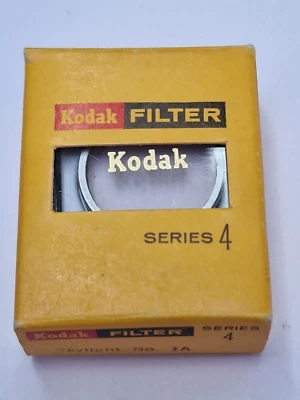 Kodak FILTER
Kodak
SERIES 4
Kodak FILTER SERIES
4
Skylight No. 1A